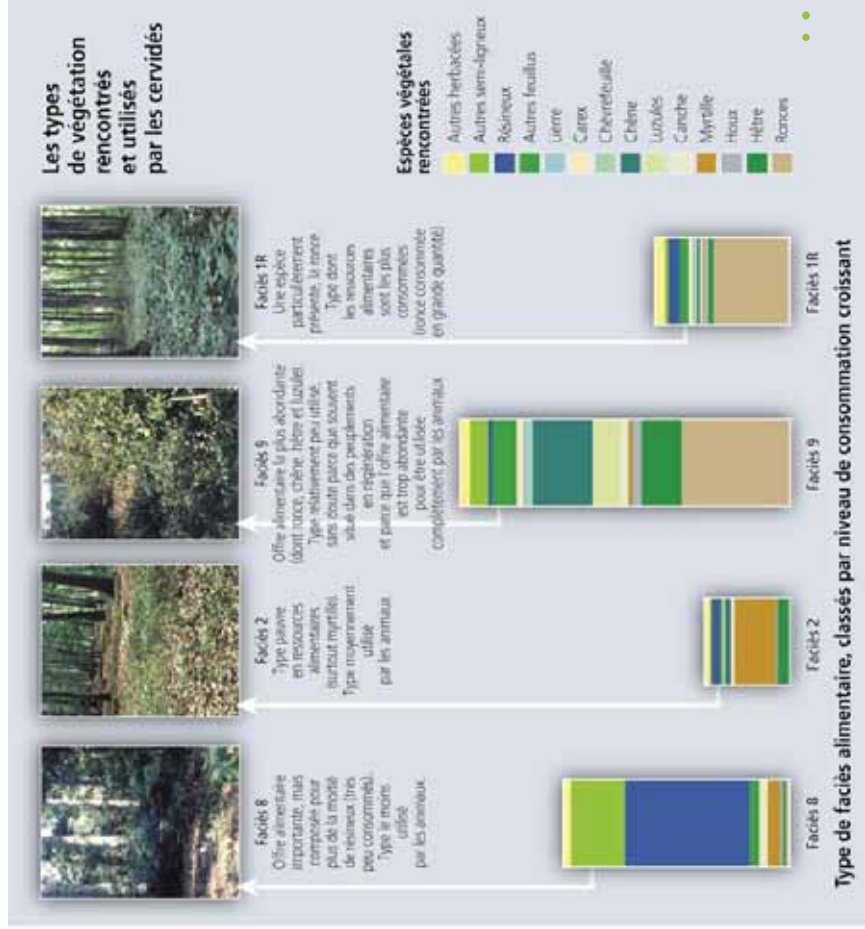 Les types
de végétation
rencontrés
et utilisés
par les cervidés
Faciès 8
Offre alimentaire
importante, mais
composée pour
plus de la moitié
de résineux (très
peu consommés).
Type le moins
utilisé
par les animaux.
Faciès 2
Type pauvre
en ressources
alimentaires
(surtout myrtille).
Type moyennement
utilisé
par les animaux
Faciès 9
Offre alimentaire la plus abondante
(dont ronce, chêne, hêtre et luzule).
Type relativement peu utilisé,
sans doute parce que souvent
situé dans des peuplements
en régénération
et parce que l'offre alimentaire
est trop abondante
pour être utilisée
complètement par les animaux
Faciès 1R
Une espèce
particulièrement
présente, la ronce
Type dont
les ressources
alimentaires
sont les plus
consommées
(ronce consommée
en grande quantité)
Espèces végétales
rencontrées
Autres herbacées
Autres semi-ligneux
Résineux
Autres feuillus
Lierre
Carex
Chèvrefeuille
Chêne
Luzules
Canche
Myrtille
Houx
Hêtre
Ronces
Faciès 8
Faciès 2
Faciès 9
Faciès 1R
Type de faciès alimentaire, classés par niveau de consommation croissant